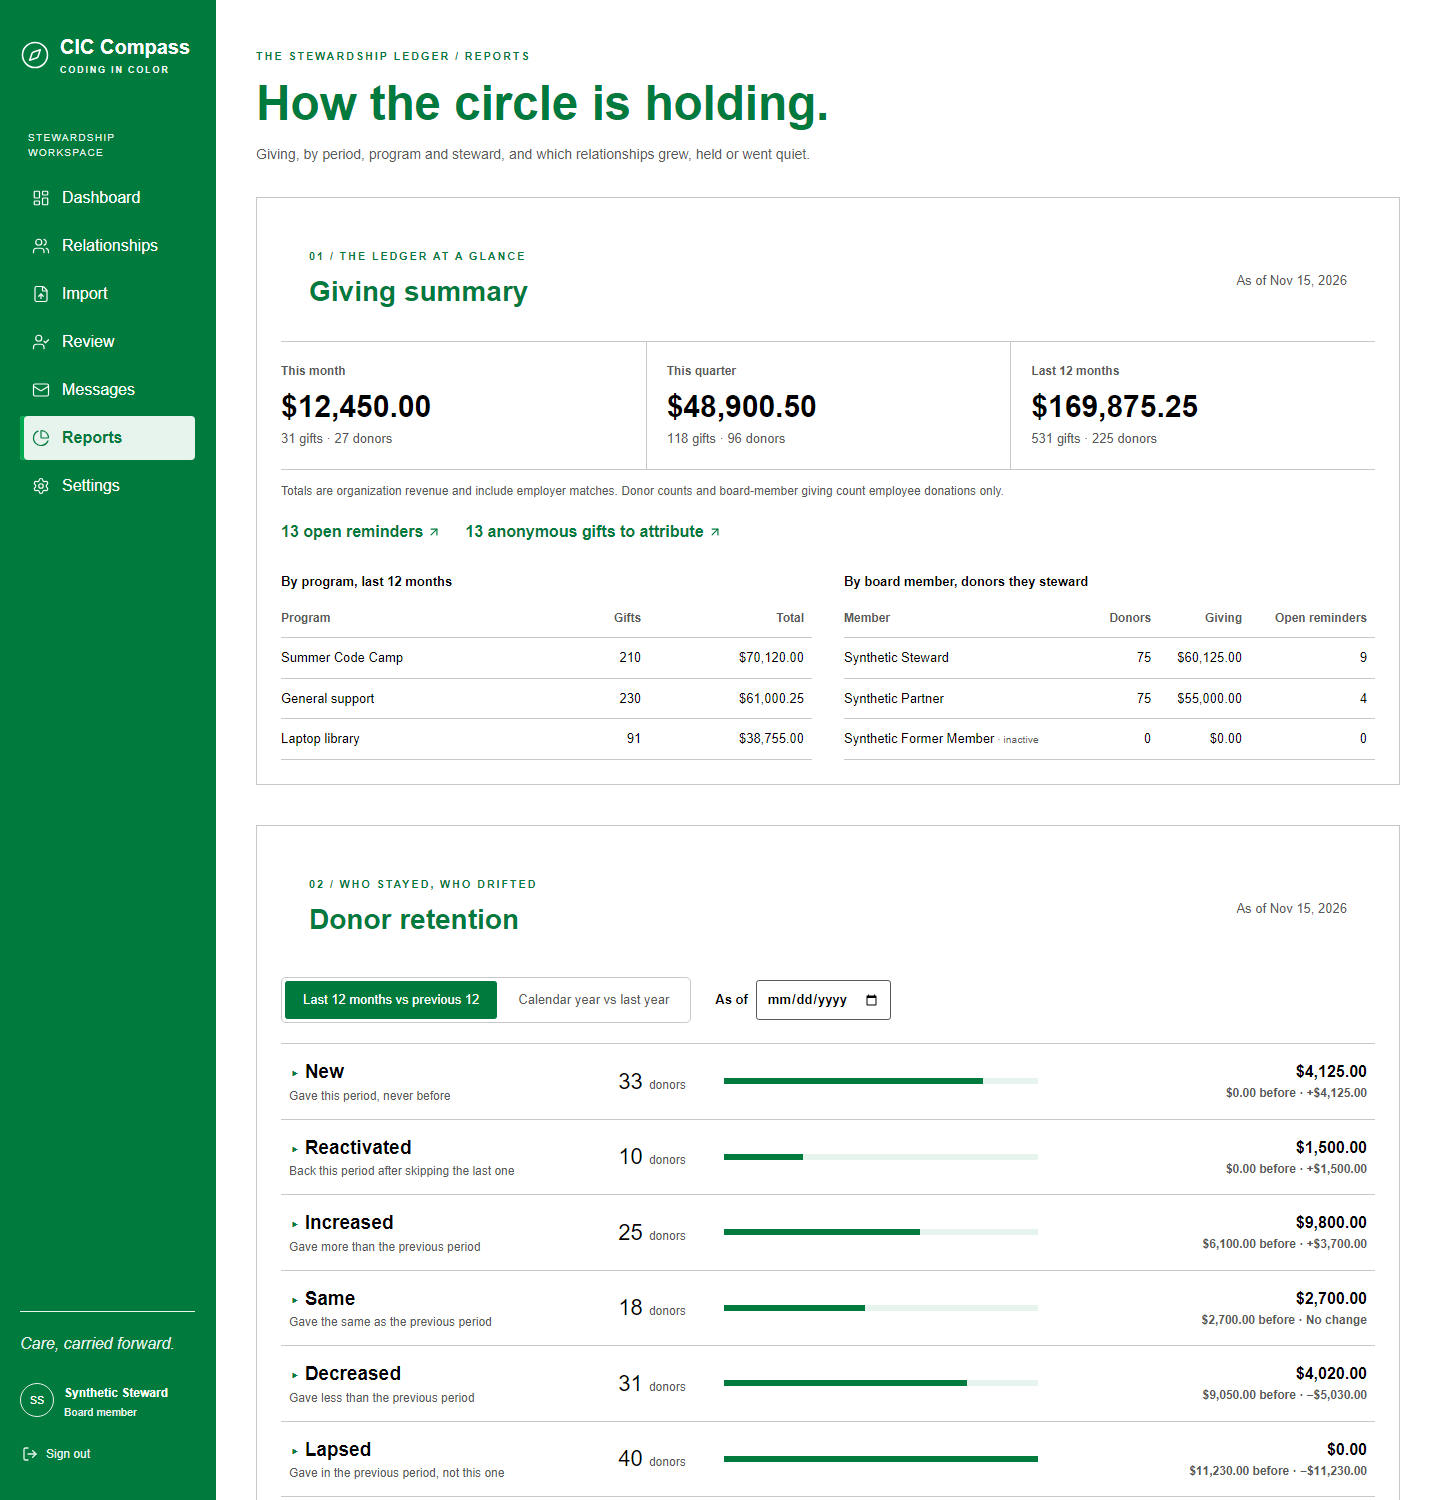 CIC Compass
CODING IN COLOR
STEWARDSHIP
WORKSPACE
Dashboard
Relationships
Import
Review
Messages
Reports
Settings
Care, carried forward.
SS
Synthetic Steward
Board member
Sign out
THE STEWARDSHIP LEDGER / REPORTS
How the circle is holding.
Giving, by period, program and steward, and which relationships grew, held or went quiet.
01 / THE LEDGER AT A GLANCE
Giving summary
As of Nov 15, 2026
This month
$12,450.00
31 gifts · 27 donors
This quarter
$48,900.50
118 gifts · 96 donors
Last 12 months
$169,875.25
531 gifts · 225 donors
Totals are organization revenue and include employer matches. Donor counts and board-member giving count employee donations only.
13 open reminders
13 anonymous gifts to attribute
By program, last 12 months
Program Gifts Total
Summer Code Camp 210 $70,120.00
General support 230 $61,000.25
Laptop library 91 $38,755.00
By board member, donors they steward
Member Donors Giving Open reminders
Synthetic Steward 75 $60,125.00 9
Synthetic Partner 75 $55,000.00 4
Synthetic Former Member · inactive 0 $0.00 0
02 / WHO STAYED, WHO DRIFTED
Donor retention
As of Nov 15, 2026
Last 12 months vs previous 12
Calendar year vs last year
As of mm/dd/yyyy
New 33 donors $4,125.00
Gave this period, never before $0.00 before · +$4,125.00
Reactivated 10 donors $1,500.00
Back this period after skipping the last one $0.00 before · +$1,500.00
Increased 25 donors $9,800.00
Gave more than the previous period $6,100.00 before · +$3,700.00
Same 18 donors $2,700.00
Gave the same as the previous period $2,700.00 before · No change
Decreased 31 donors $4,020.00
Gave less than the previous period $9,050.00 before · −$5,030.00
Lapsed 40 donors $0.00
Gave in the previous period, not this one $11,230.00 before · −$11,230.00